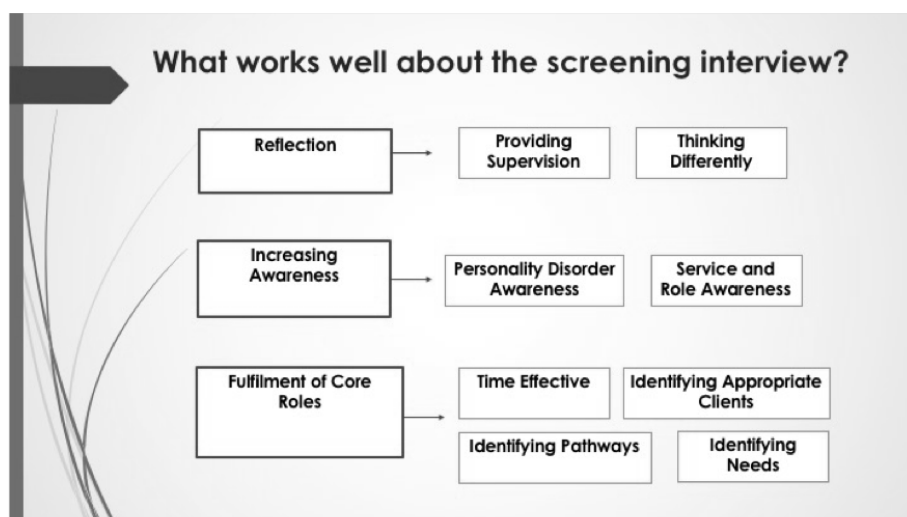 What works well about the screening interview?
Reflection
Providing
Supervision
Thinking
Differently
Increasing
Awareness
Personality Disorder
Awareness
Service and
Role Awareness
Fulfilment of Core
Roles
Time Effective
Identifying Appropriate
Clients
Identifying Pathways
Identifying
Needs